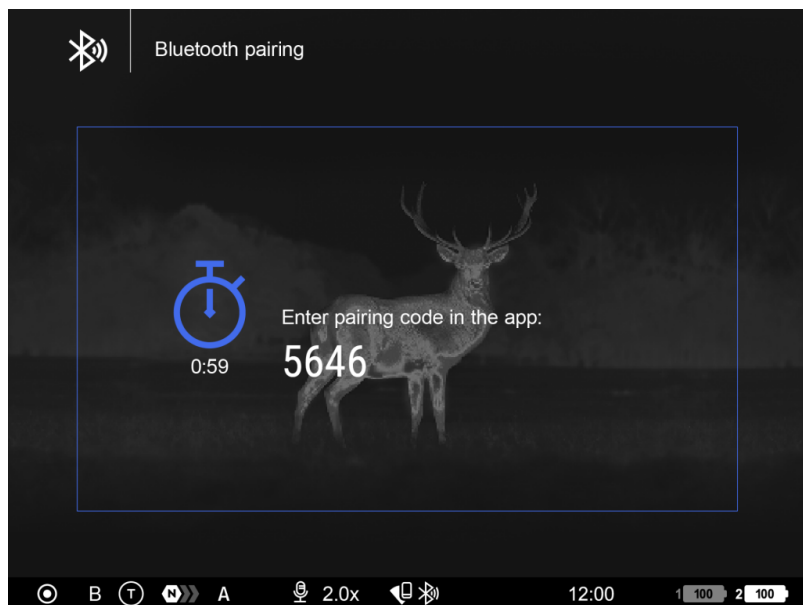 Bluetooth pairing
Enter pairing code in the app:
5646
0:59
B T N A 2.0x 12:00 1 100 2 100